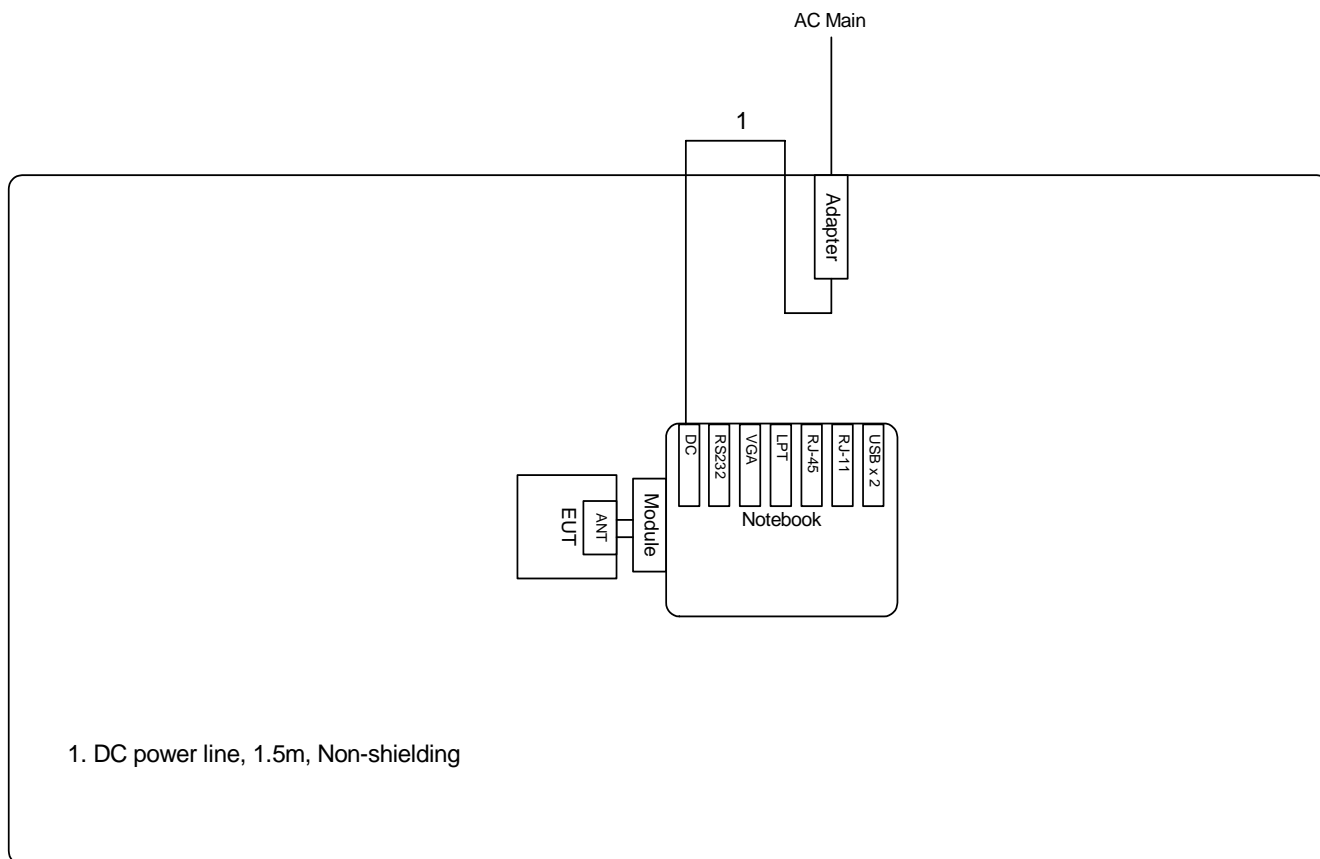 AC Main
1
Adapter
DC
RS232
VGA
LPT
RJ-45
RJ-11
USB x 2
Notebook
Module
ANT
EUT
1. DC power line, 1.5m, Non-shielding